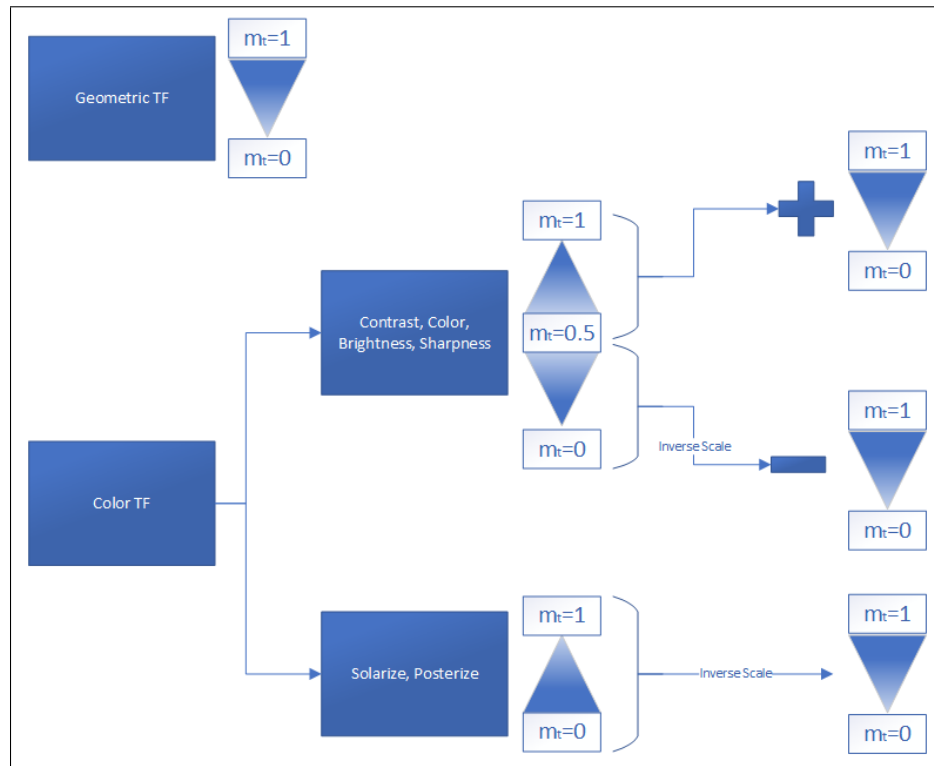 Geometric TF
mₜ=1
mₜ=0
Color TF
Contrast, Color,
Brightness, Sharpness
mₜ=1
mₜ=0.5
mₜ=0
mₜ=1
mₜ=0
Inverse Scale
mₜ=1
mₜ=0
Solarize, Posterize
mₜ=1
mₜ=0
Inverse Scale
mₜ=1
mₜ=0